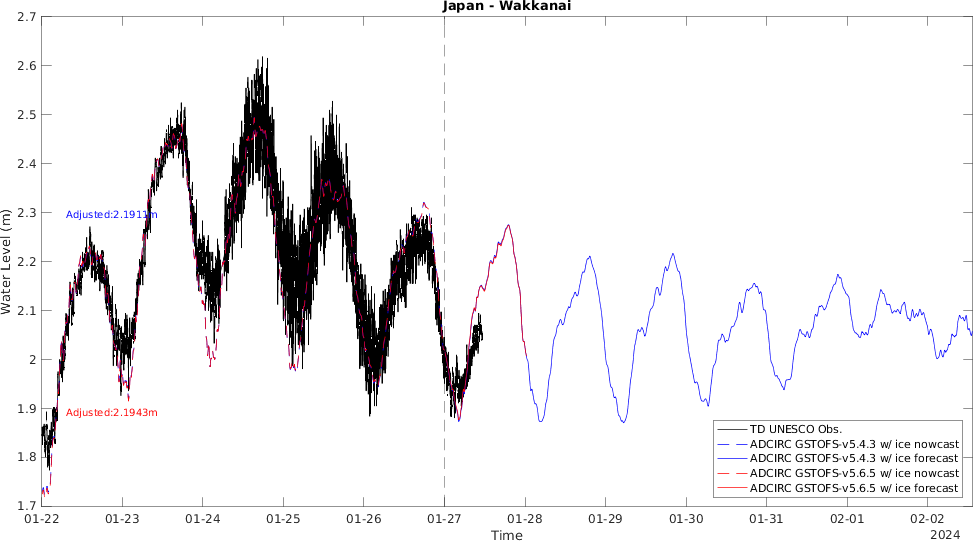 Japan - Wakkanai
Water Level (m)
2.7
2.6
2.5
2.4
2.3
2.2
2.1
2
1.9
1.8
1.7
Adjusted:2.1911m
Adjusted:2.1943m
TD UNESCO Obs.
ADCIRC GSTOFS-v5.4.3 w/ ice nowcast
ADCIRC GSTOFS-v5.4.3 w/ ice forecast
ADCIRC GSTOFS-v5.6.5 w/ ice nowcast
ADCIRC GSTOFS-v5.6.5 w/ ice forecast
01-22 01-23 01-24 01-25 01-26 01-27 01-28 01-29 01-30 01-31 02-01 02-02
Time
2024